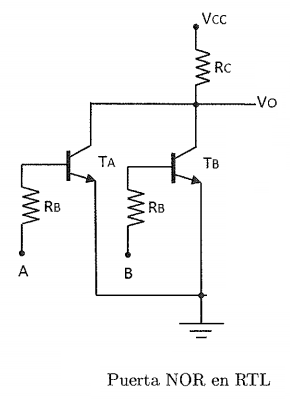 VCC
RC
VO
TA
TB
RB
RB
A
B
Puerta NOR en RTL